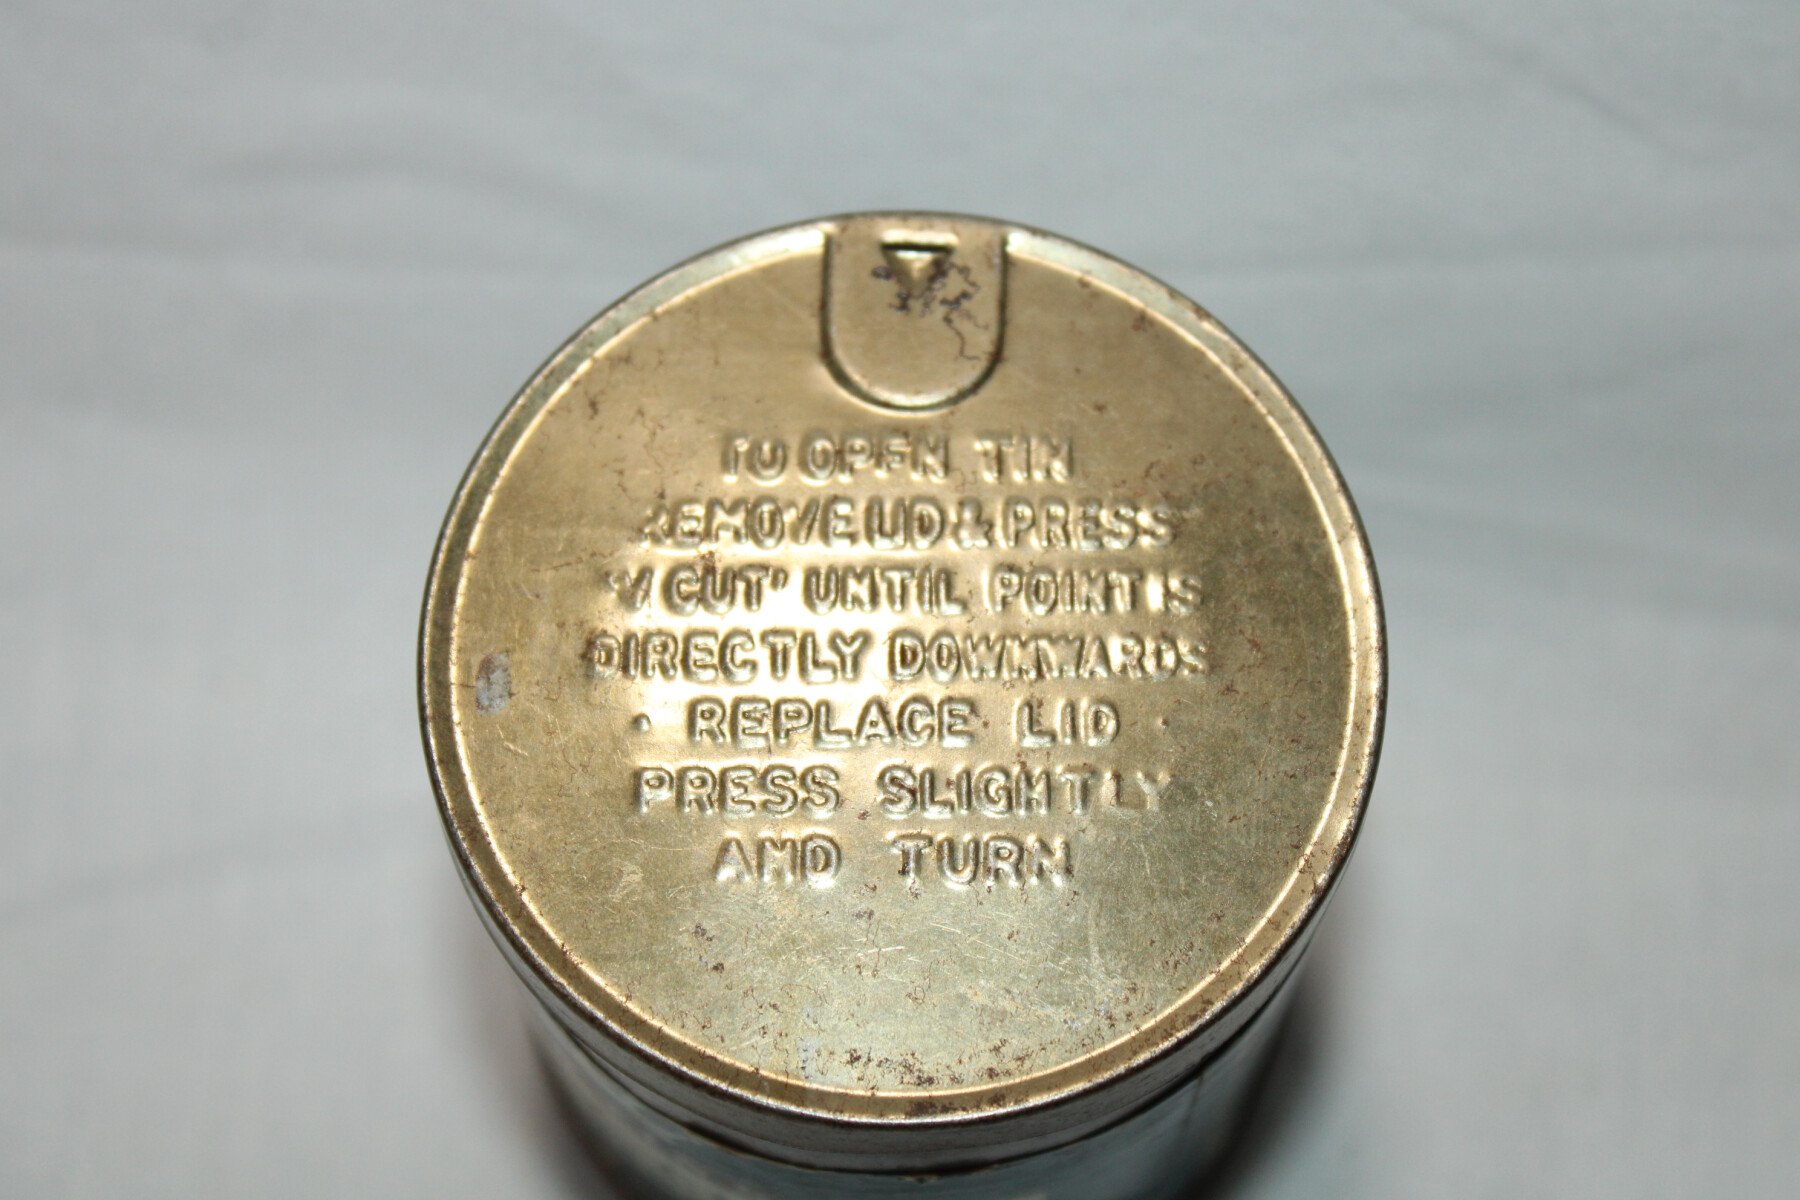 TO OPEN TIN
REMOVE LID & PRESS
'V CUT' UNTIL POINT IS
DIRECTLY DOWNWARDS
· REPLACE LID ·
PRESS SLIGHTLY
AND TURN